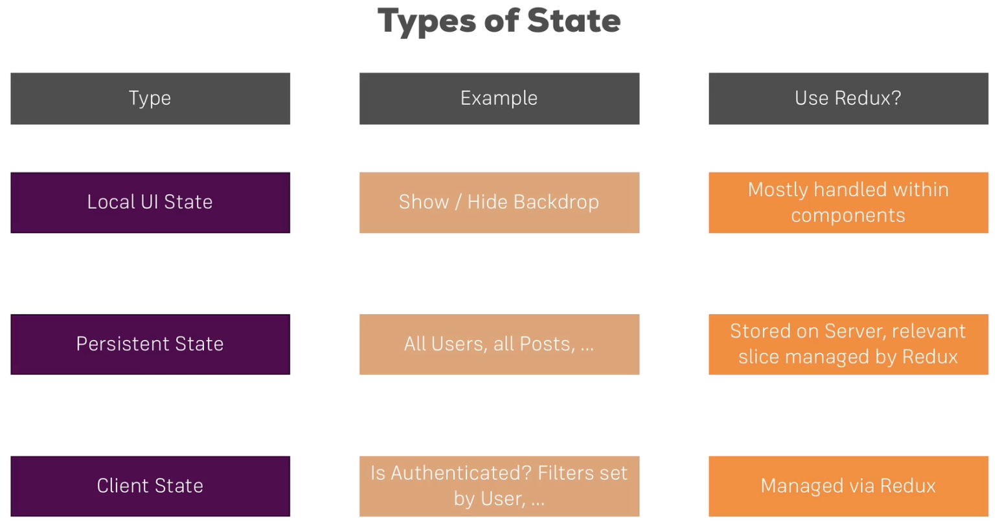 Types of State
Type
Example
Use Redux?
Local UI State
Show / Hide Backdrop
Mostly handled within
components
Persistent State
All Users, all Posts, ...
Stored on Server, relevant
slice managed by Redux
Client State
Is Authenticated? Filters set
by User, ...
Managed via Redux